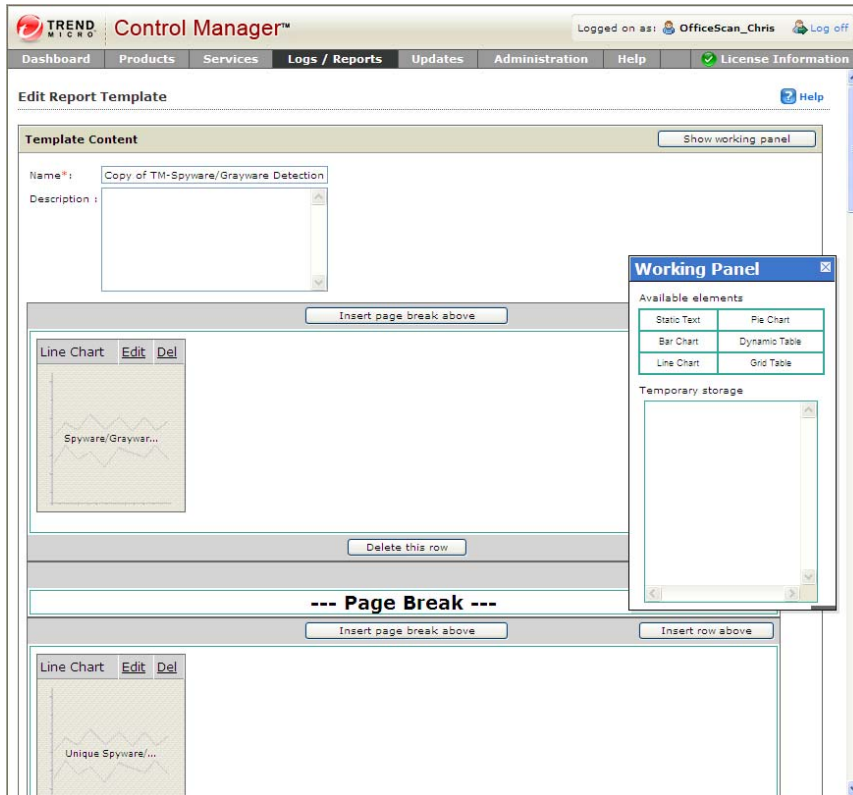 TREND MICRO Control Manager™ Logged on as: OfficeScan_Chris Log off
Dashboard Products Services Logs / Reports Updates Administration Help License Information
Edit Report Template Help
Template Content Show working panel
Name*: Copy of TM-Spyware/Grayware Detection
Description :
Working Panel
Available elements
Static Text Pie Chart
Bar Chart Dynamic Table
Line Chart Grid Table
Temporary storage
Insert page break above
Line Chart Edit Del
Spyware/Graywar...
Delete this row
--- Page Break ---
Insert page break above Insert row above
Line Chart Edit Del
Unique Spyware/...